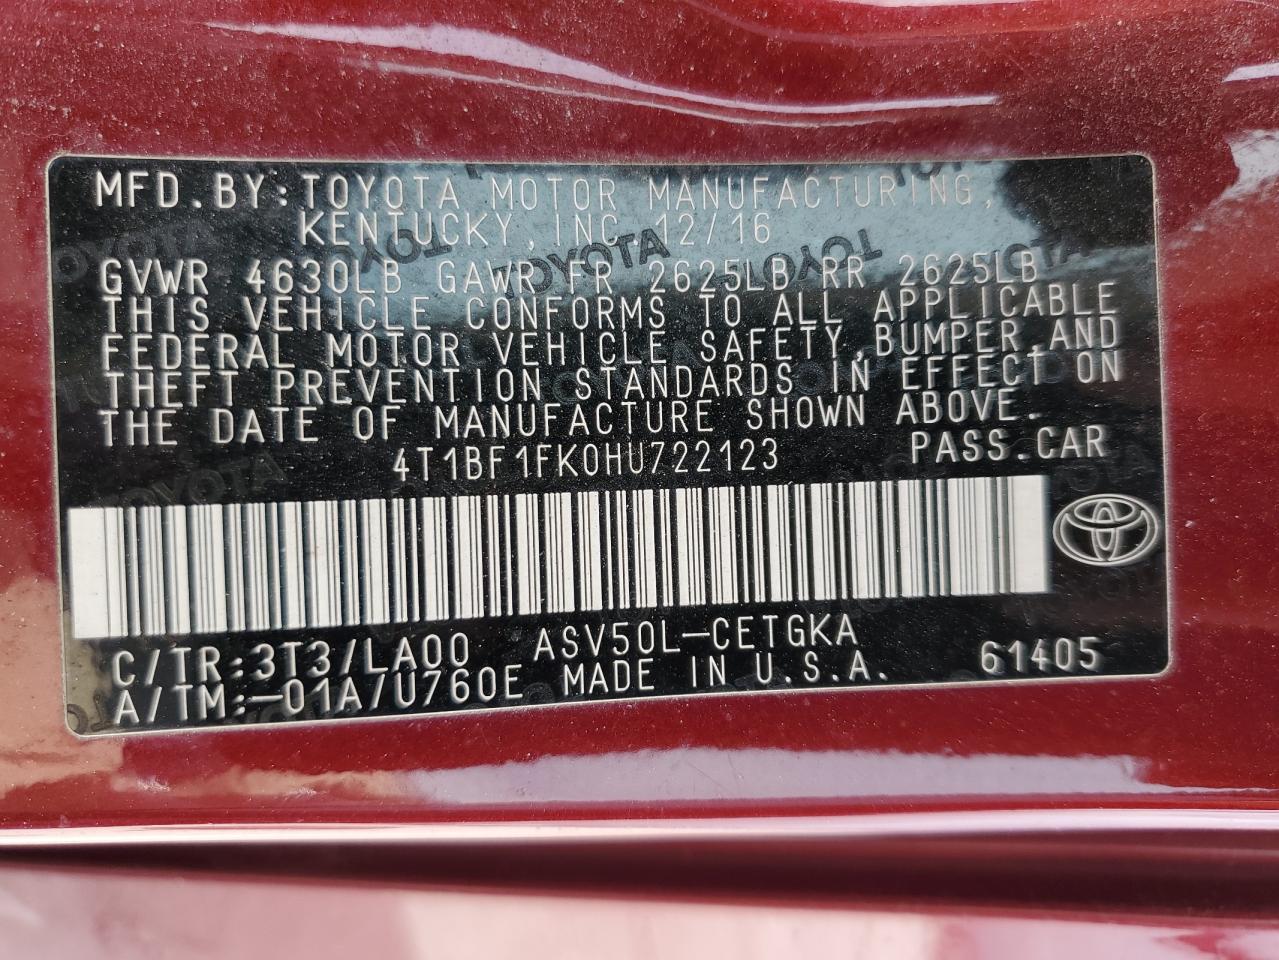 MFD.BY:TOYOTA MOTOR MANUFACTURING,
KENTUCKY,INC. 12/16
GVWR 4630LB GAWR FR 2625LB RR 2625LB
THIS VEHICLE CONFORMS TO ALL APPLICABLE
FEDERAL MOTOR VEHICLE SAFETY,BUMPER,AND
THEFT PREVENTION STANDARDS IN EFFECT ON
THE DATE OF MANUFACTURE SHOWN ABOVE.
4T1BF1FK0HU722123 PASS.CAR
C/TR:3T3/LA00 ASV50L-CETGKA 61405
A/TM:-01A/U760E MADE IN U.S.A.